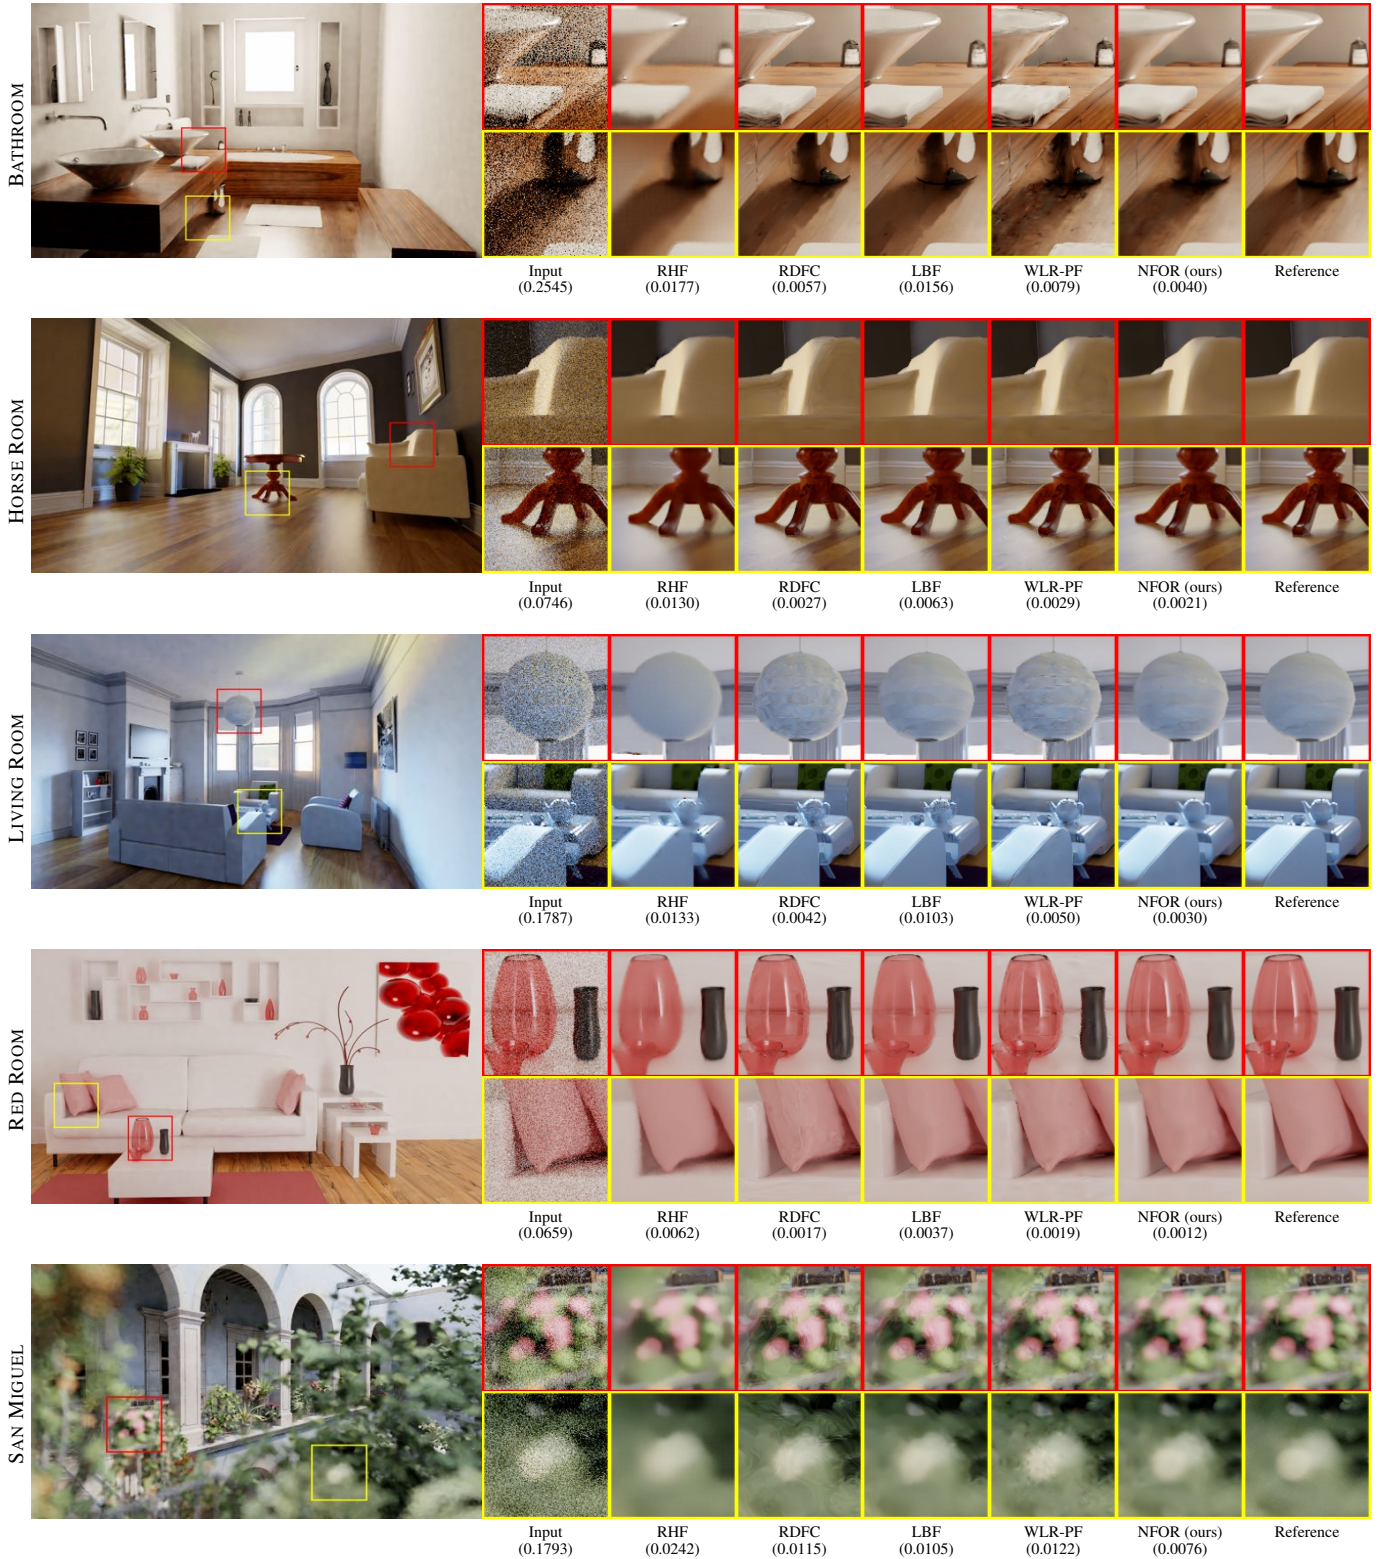 BATHROOM
Input RHF RDFC LBF WLR-PF NFOR (ours) Reference
(0.2545) (0.0177) (0.0057) (0.0156) (0.0079) (0.0040)
HORSE ROOM
Input RHF RDFC LBF WLR-PF NFOR (ours) Reference
(0.0746) (0.0130) (0.0027) (0.0063) (0.0029) (0.0021)
LIVING ROOM
Input RHF RDFC LBF WLR-PF NFOR (ours) Reference
(0.1787) (0.0133) (0.0042) (0.0103) (0.0050) (0.0030)
RED ROOM
Input RHF RDFC LBF WLR-PF NFOR (ours) Reference
(0.0659) (0.0062) (0.0017) (0.0037) (0.0019) (0.0012)
SAN MIGUEL
Input RHF RDFC LBF WLR-PF NFOR (ours) Reference
(0.1793) (0.0242) (0.0115) (0.0105) (0.0122) (0.0076)